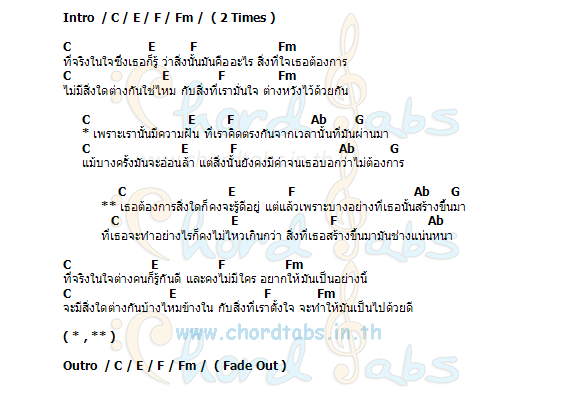 Intro / C / E / F / Fm / ( 2 Times )
C E F Fm
ที่จริงในใจซึ่งเธอก็รู้ ว่าสิ่งนั้นมันคืออะไร สิ่งที่ใจเธอต้องการ
C E F Fm
ไม่มีสิ่งใดต่างกันใช่ไหม กับสิ่งที่เรามั่นใจ ต่างหวังไว้ด้วยกัน
C E F Ab G
* เพราะเรานั้นมีความฝัน ที่เราคิดตรงกันจากเวลานั้นที่มันผ่านมา
C E F Ab G
แม้บางครั้งมันจะอ่อนล้า แต่สิ่งนั้นยังคงมีค่าจนเธอบอกว่าไม่ต้องการ
C E F Ab G
** เธอต้องการสิ่งใดก็คงจะรู้ดีอยู่ แต่แล้วเพราะบางอย่างที่เธอนั้นสร้างขึ้นมา
C E F Ab
ที่เธอจะทำอย่างไรก็คงไม่ไหวเกินกว่า สิ่งที่เธอสร้างขึ้นมามันช่างแน่นหนา
C E F Fm
ที่จริงในใจต่างคนก็รู้กันดี และคงไม่มีใคร อยากให้มันเป็นอย่างนี้
C E F Fm
จะมีสิ่งใดต่างกันบ้างไหมข้างใน กับสิ่งที่เราตั้งใจ จะทำให้มันเป็นไปด้วยดี
( * , ** )
www.chordtabs.in.th
Outro / C / E / F / Fm / ( Fade Out )
Chord Tabs
Chord Tabs